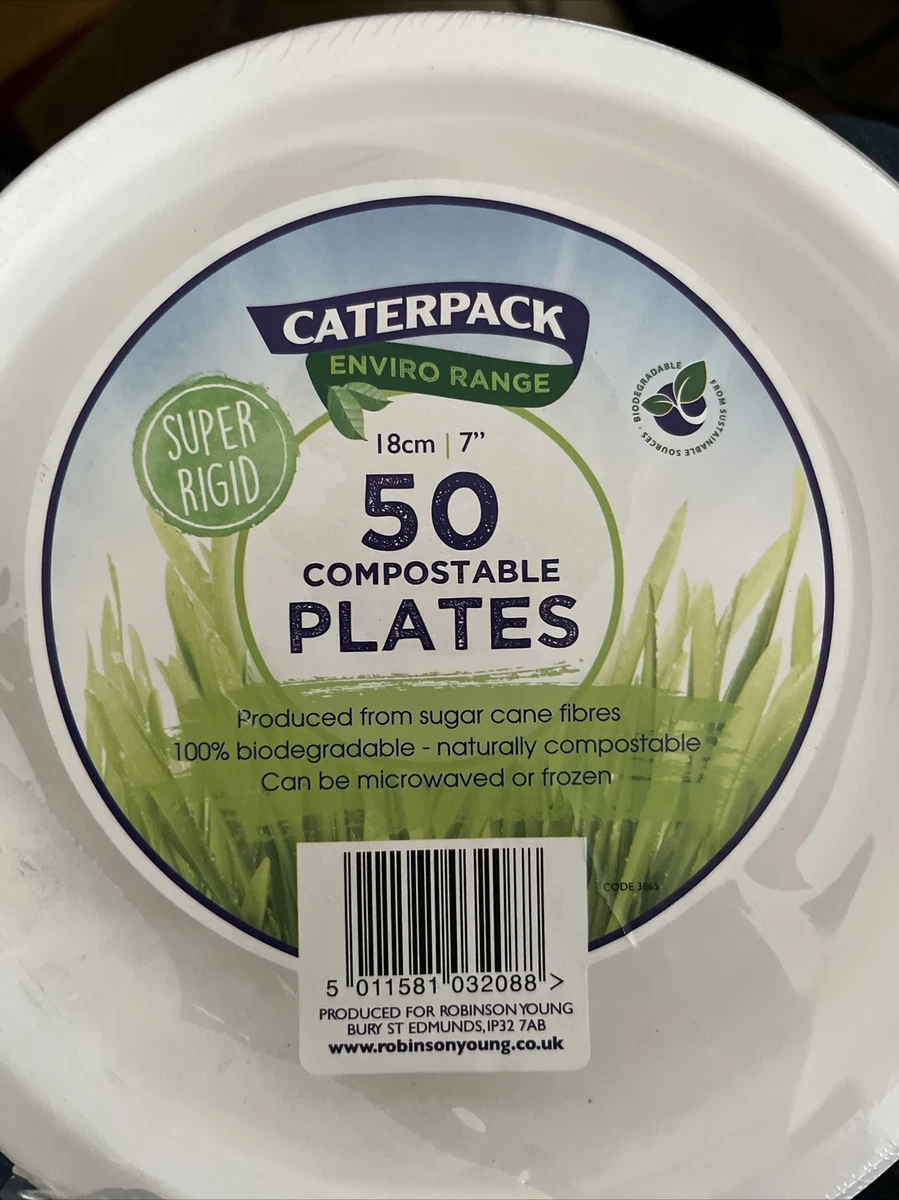 CATERPACK
ENVIRO RANGE
BIODEGRADABLE • FROM SUSTAINABLE SOURCES •
SUPER
RIGID
18cm | 7”
50
COMPOSTABLE
PLATES
Produced from sugar cane fibres
100% biodegradable - naturally compostable
Can be microwaved or frozen
CODE 3865
5 011581 032088 >
PRODUCED FOR ROBINSON YOUNG
BURY ST EDMUNDS, IP32 7AB
www.robinsonyoung.co.uk